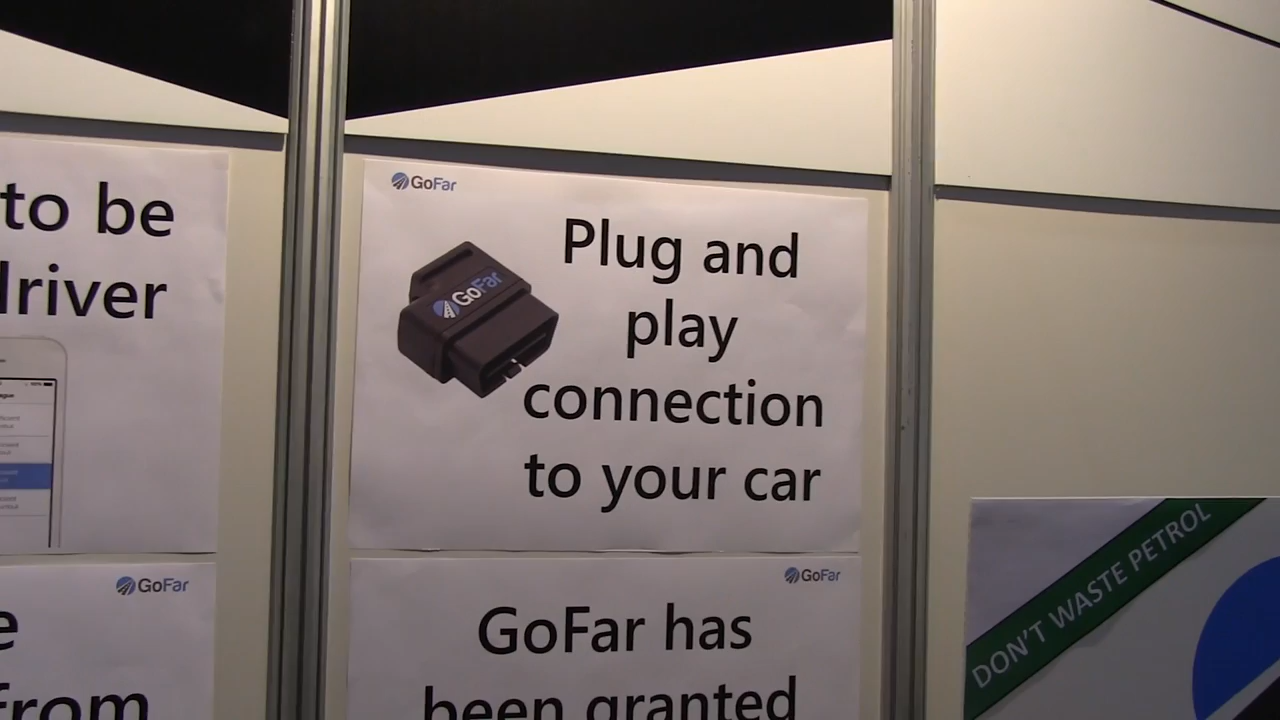 to be
driver
GoFar
GoFar
Plug and
play
connection
to your car
GoFar
e
from
GoFar
GoFar has
been granted
DON'T WASTE PETROL